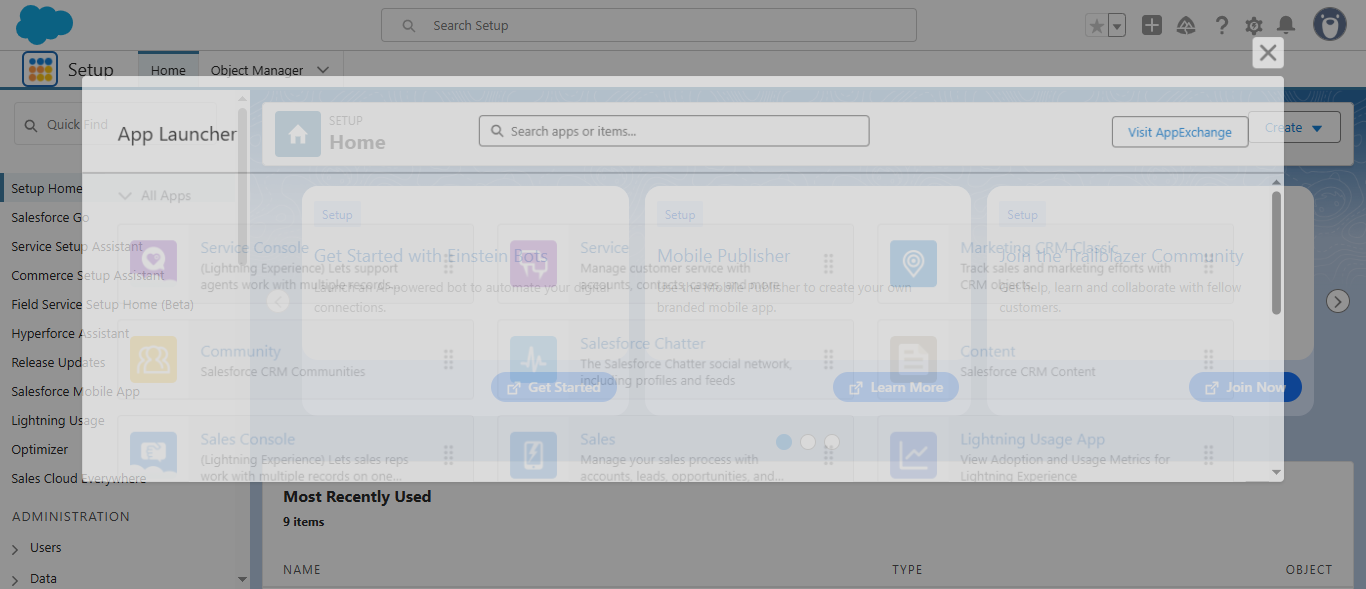 Search Setup
Setup
Home
Object Manager
Quick Find
App Launcher
SETUP
Home
Search apps or items...
Visit AppExchange
Create
Setup Home
Salesforce Go
Service Setup Assistant
Commerce Setup Assistant
Field Service Setup Home (Beta)
Hyperforce Assistant
Release Updates
Salesforce Mobile App
Lightning Usage
Optimizer
Sales Cloud Everywhere
ADMINISTRATION
Users
Data
All Apps
Service Console
(Lightning Experience) Lets support
agents work with multiple records...
Service
Manage customer service with
accounts, contacts, cases, and more.
Marketing CRM Classic
Track sales and marketing efforts with
CRM objects.
Community
Salesforce CRM Communities
Salesforce Chatter
The Salesforce Chatter social network,
including profiles and feeds
Content
Salesforce CRM Content
Sales Console
(Lightning Experience) Lets sales reps
work with multiple records on one...
Sales
Manage your sales process with
accounts, leads, opportunities, and...
Lightning Usage App
View Adoption and Usage Metrics for
Lightning Experience
Setup
Get Started with Einstein Bots
Launch an AI-powered bot to automate your digital
connections.
Get Started
Setup
Mobile Publisher
Use the Mobile Publisher to create your own
branded mobile app.
Learn More
Setup
Join the Trailblazer Community
Get help, learn and collaborate with fellow
customers.
Join Now
Most Recently Used
9 items
NAME
TYPE
OBJECT